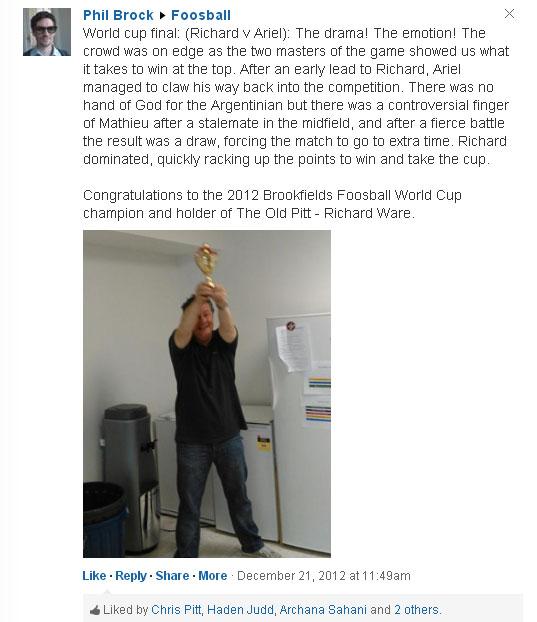 Phil Brock ▸ Foosball
World cup final: (Richard v Ariel): The drama! The emotion! The
crowd was on edge as the two masters of the game showed us what
it takes to win at the top. After an early lead to Richard, Ariel
managed to claw his way back into the competition. There was no
hand of God for the Argentinian but there was a controversial finger
of Mathieu after a stalemate in the midfield, and after a fierce battle
the result was a draw, forcing the match to go to extra time. Richard
dominated, quickly racking up the points to win and take the cup.
Congratulations to the 2012 Brookfields Foosball World Cup
champion and holder of The Old Pitt - Richard Ware.
Like · Reply · Share · More · December 21, 2012 at 11:49am
Liked by Chris Pitt, Haden Judd, Archana Sahani and 2 others.